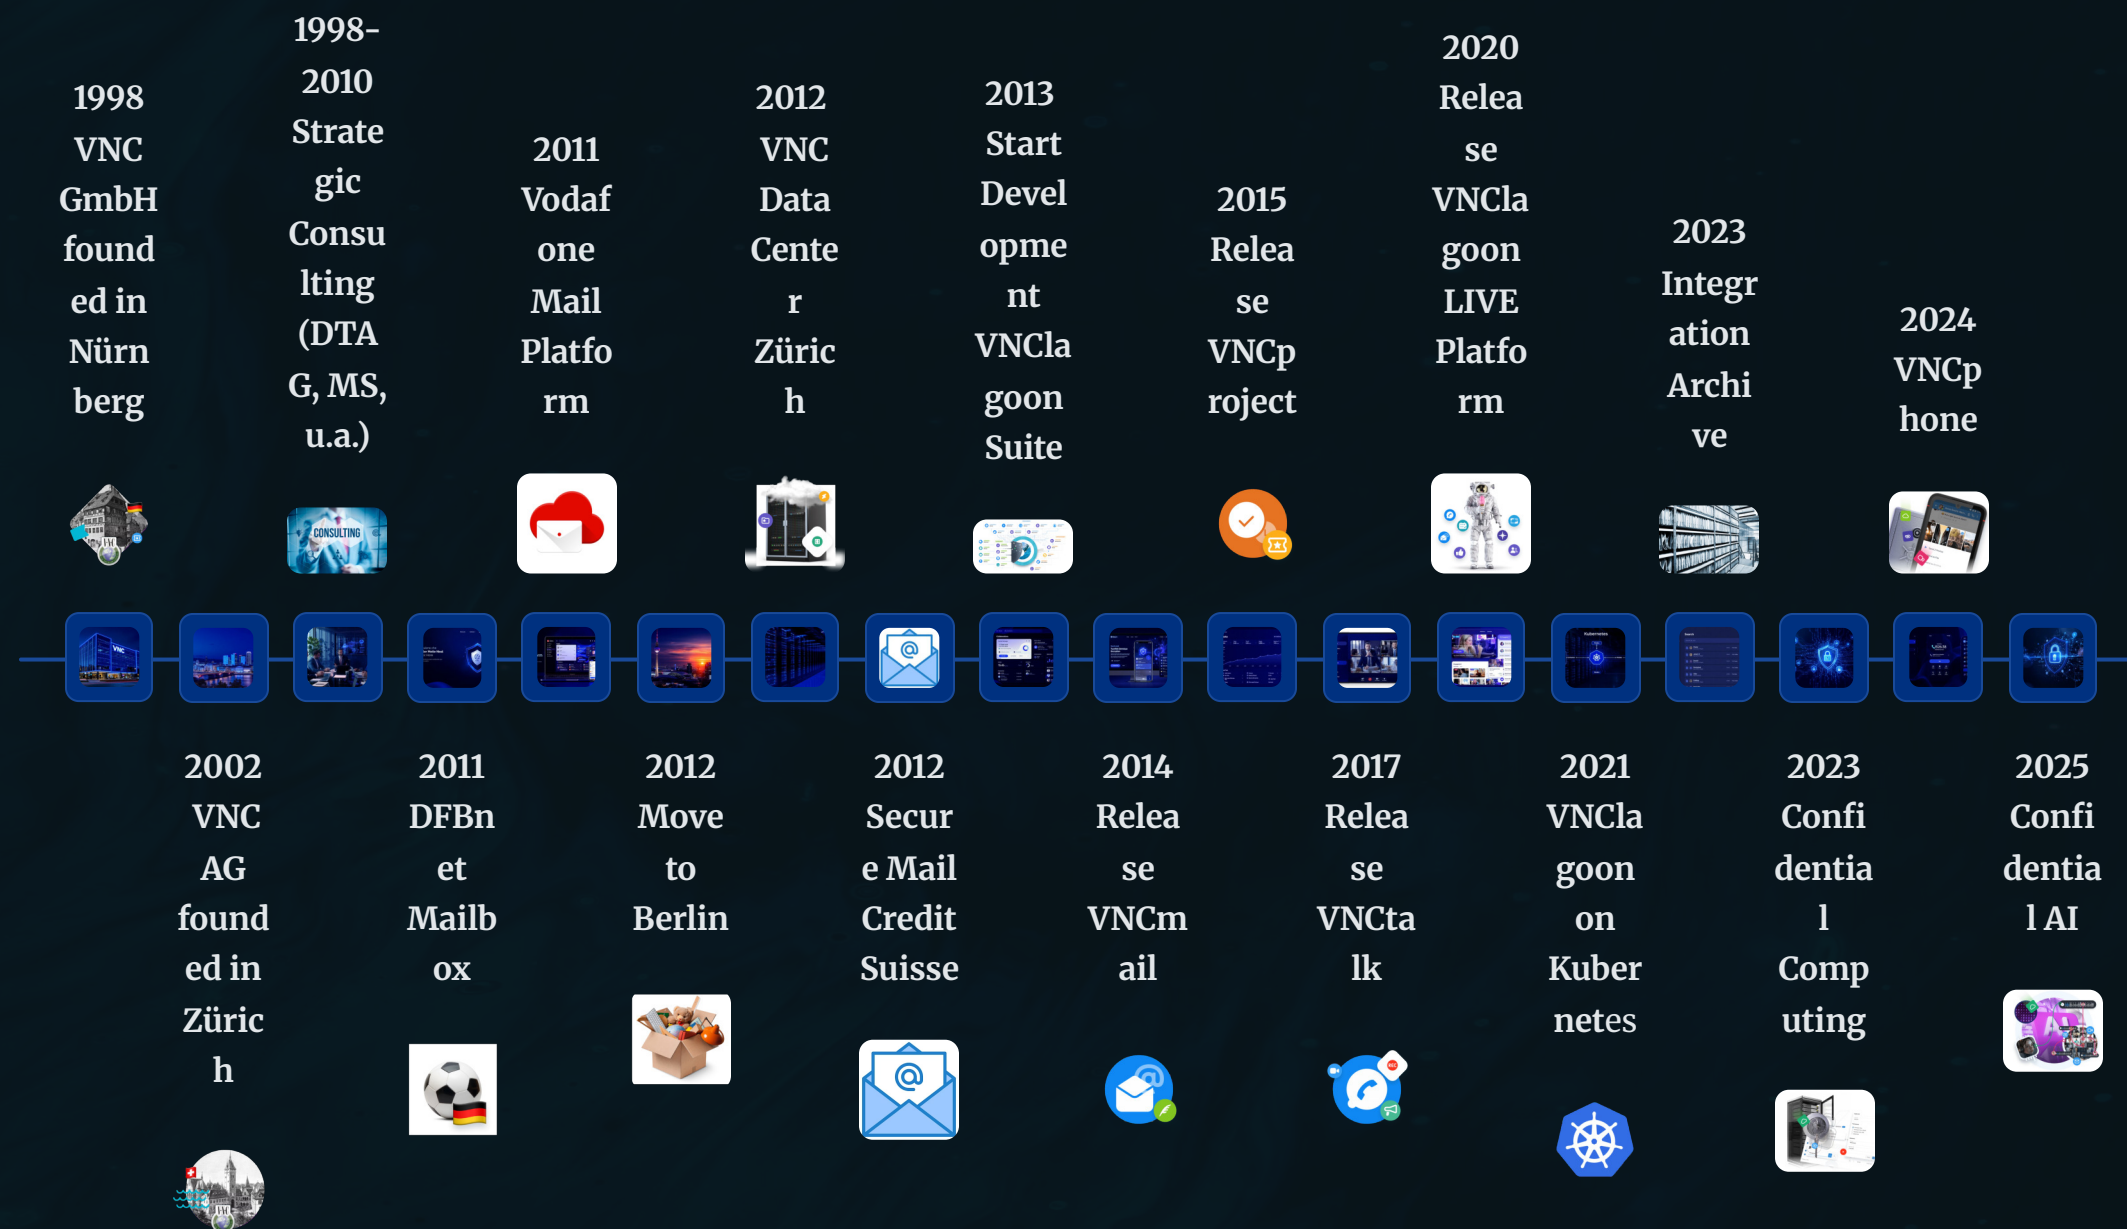 1998
VNC
GmbH
found
ed in
Nürn
berg
2002
VNC
AG
found
ed in
Züric
h
1998-
2010
Strate
gic
Consu
lting
(DTA
G, MS,
u.a.)
CONSULTING
2011
DFBn
et
Mailb
ox
2011
Vodaf
one
Mail
Platfo
rm
2012
Move
to
Berlin
2012
VNC
Data
Cente
r
Züric
h
2012
Secur
e Mail
Credit
Suisse
2013
Start
Devel
opme
nt
VNCla
goon
Suite
2014
Relea
se
VNCm
ail
2015
Relea
se
VNCp
roject
2017
Relea
se
VNCta
lk
REC
2020
Relea
se
VNCla
goon
LIVE
Platfo
rm
2021
VNCla
goon
on
Kuber
netes
2023
Integr
ation
Archi
ve
2023
Confi
dentia
l
Comp
uting
2024
VNCp
hone
2025
Confi
dentia
l AI
AI
VNC
@
Kubernetes
@